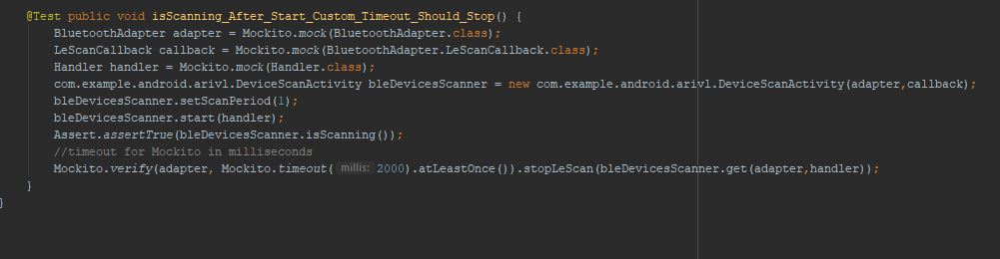 @Test public void isScanning_After_Start_Custom_Timeout_Should_Stop() {
BluetoothAdapter adapter = Mockito.mock(BluetoothAdapter.class);
LeScanCallback callback = Mockito.mock(BluetoothAdapter.LeScanCallback.class);
Handler handler = Mockito.mock(Handler.class);
com.example.android.arivl.DeviceScanActivity bleDevicesScanner = new com.example.android.arivl.DeviceScanActivity(adapter,callback);
bleDevicesScanner.setScanPeriod(1);
bleDevicesScanner.start(handler);
Assert.assertTrue(bleDevicesScanner.isScanning());
//timeout for Mockito in milliseconds
Mockito.verify(adapter, Mockito.timeout( millis: 2000).atLeastOnce()).stopLeScan(bleDevicesScanner.get(adapter,handler));
}
}